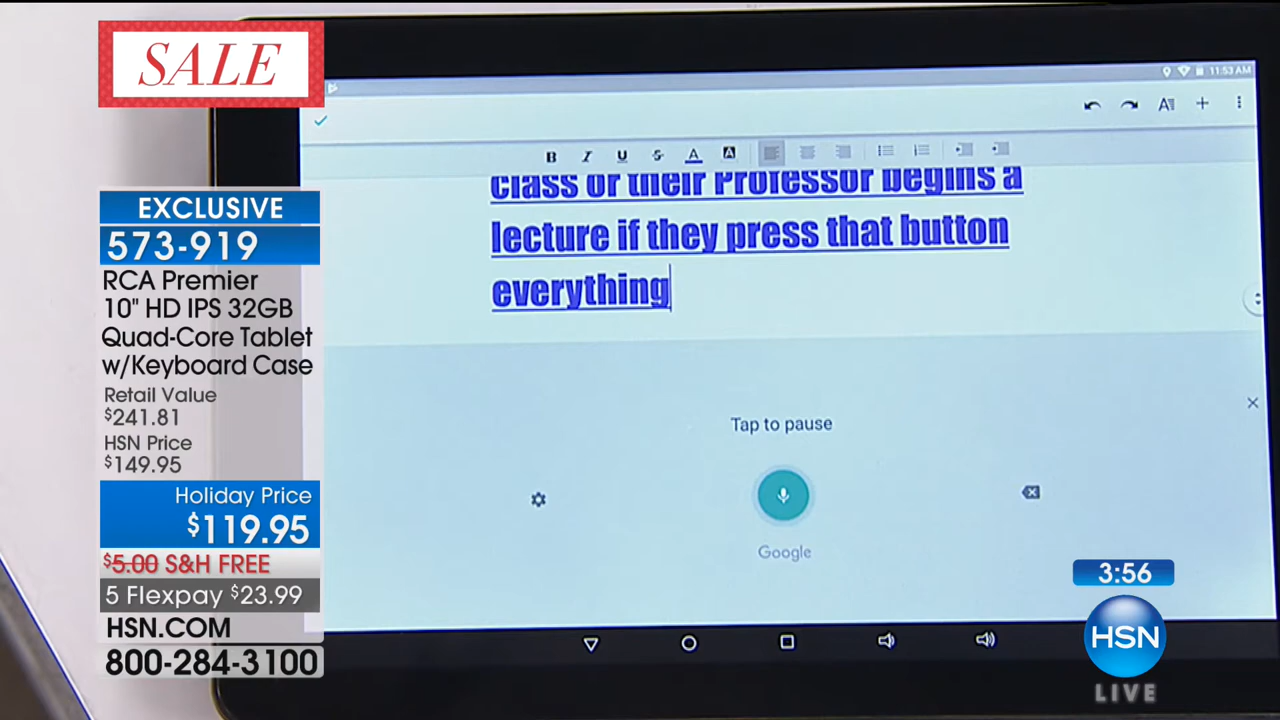 SALE
EXCLUSIVE
573-919
RCA Premier
10" HD IPS 32GB
Quad-Core Tablet
w/Keyboard Case
Retail Value
$241.81
HSN Price
$149.95
Holiday Price
$119.95
$5.00 S&H FREE
5 Flexpay $23.99
HSN.COM
800-284-3100
11:53 AM
B I U S A A
class or their Professor begins a
lecture if they press that button
everything
Tap to pause
Google
3:56
HSN
LIVE